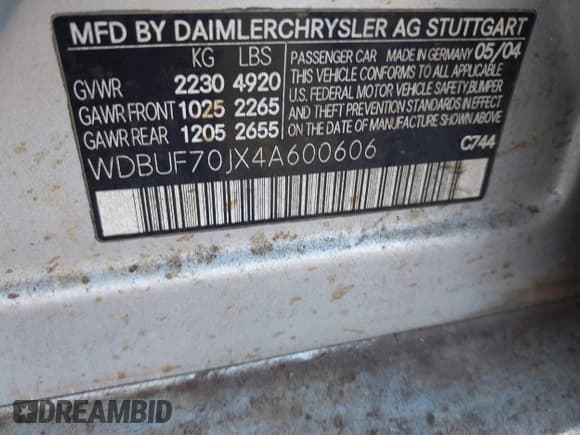 MFD BY DAIMLERCHRYSLER AG STUTTGART
KG LBS
GVWR 2230 4920
GAWR FRONT 1025 2265
GAWR REAR 1205 2655
PASSENGER CAR MADE IN GERMANY 05/04
THIS VEHICLE CONFORMS TO ALL APPLICABLE
U.S. FEDERAL MOTOR VEHICLE SAFETY,BUMPER
AND THEFT PREVENTION STANDARDS IN EFFECT
ON THE DATE OF MANUFACTURE SHOWN ABOVE.
WDBUF70JX4A600606
C744
DREAMBID